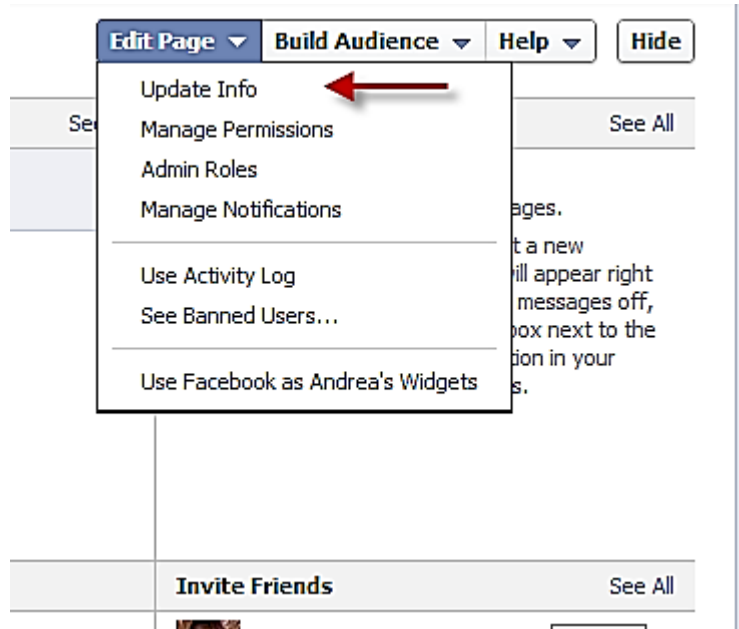 Edit Page Build Audience Help Hide
Update Info
See All
Manage Permissions
Admin Roles
Manage Notifications
ages.
t a new
ill appear right
Use Activity Log
messages off,
See Banned Users...
box next to the
tion in your
Use Facebook as Andrea's Widgets
s.
Invite Friends See All